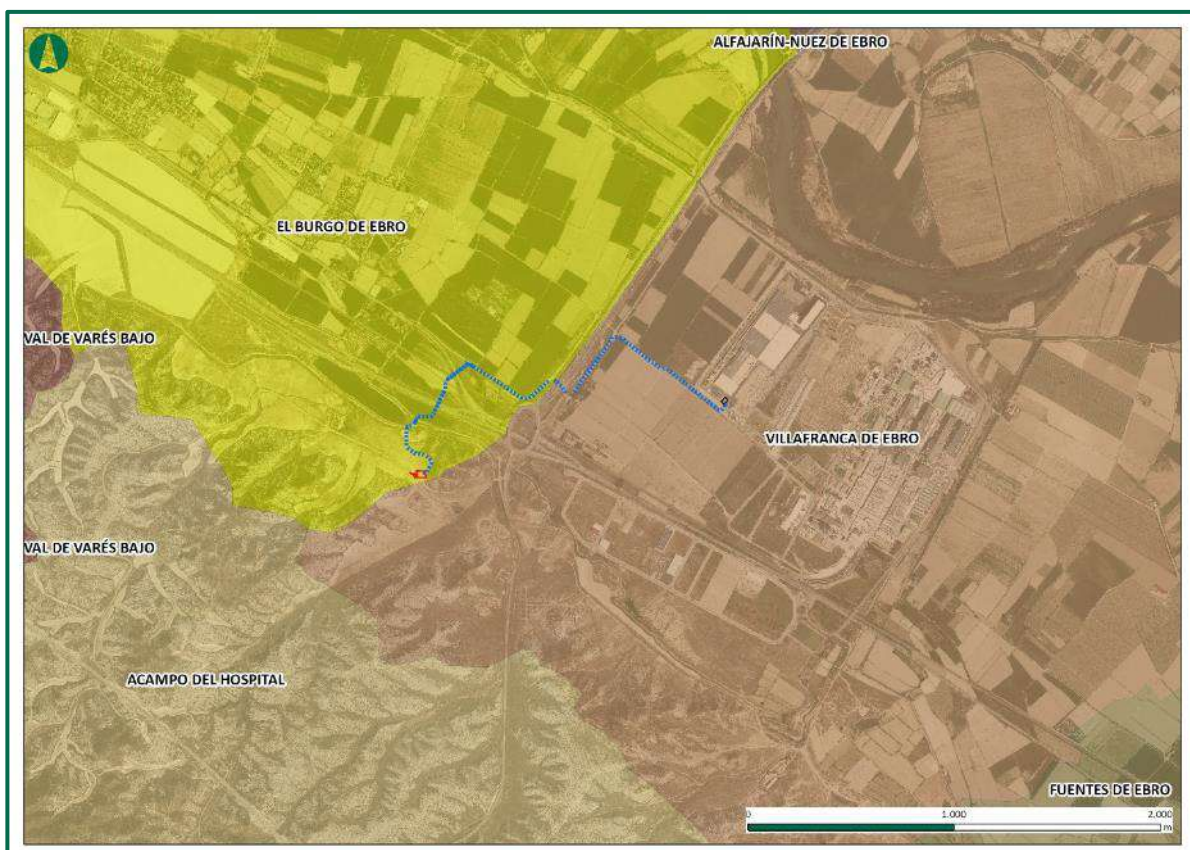 ALFAJARÍN-NUEZ DE EBRO
EL BURGO DE EBRO
VAL DE VARÉS BAJO
VILLAFRANCA DE EBRO
VAL DE VARÉS BAJO
ACAMPO DEL HOSPITAL
FUENTES DE EBRO
0 1.000 2.000
m